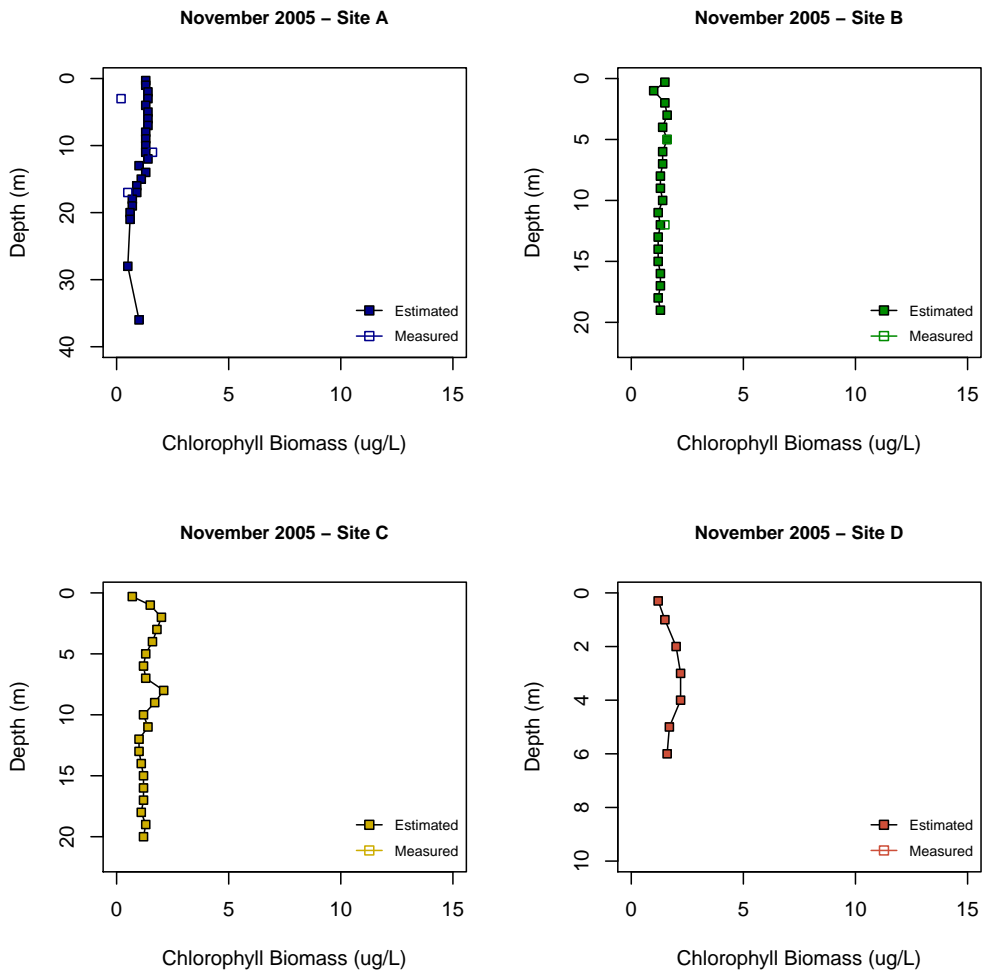 November 2005 – Site A
0
10
20
30
40
Depth (m)
Estimated
Measured
0 5 10 15
Chlorophyll Biomass (ug/L)
November 2005 – Site B
0
5
10
15
20
Depth (m)
Estimated
Measured
0 5 10 15
Chlorophyll Biomass (ug/L)
November 2005 – Site C
0
5
10
15
20
Depth (m)
Estimated
Measured
0 5 10 15
Chlorophyll Biomass (ug/L)
November 2005 – Site D
0
2
4
6
8
10
Depth (m)
Estimated
Measured
0 5 10 15
Chlorophyll Biomass (ug/L)